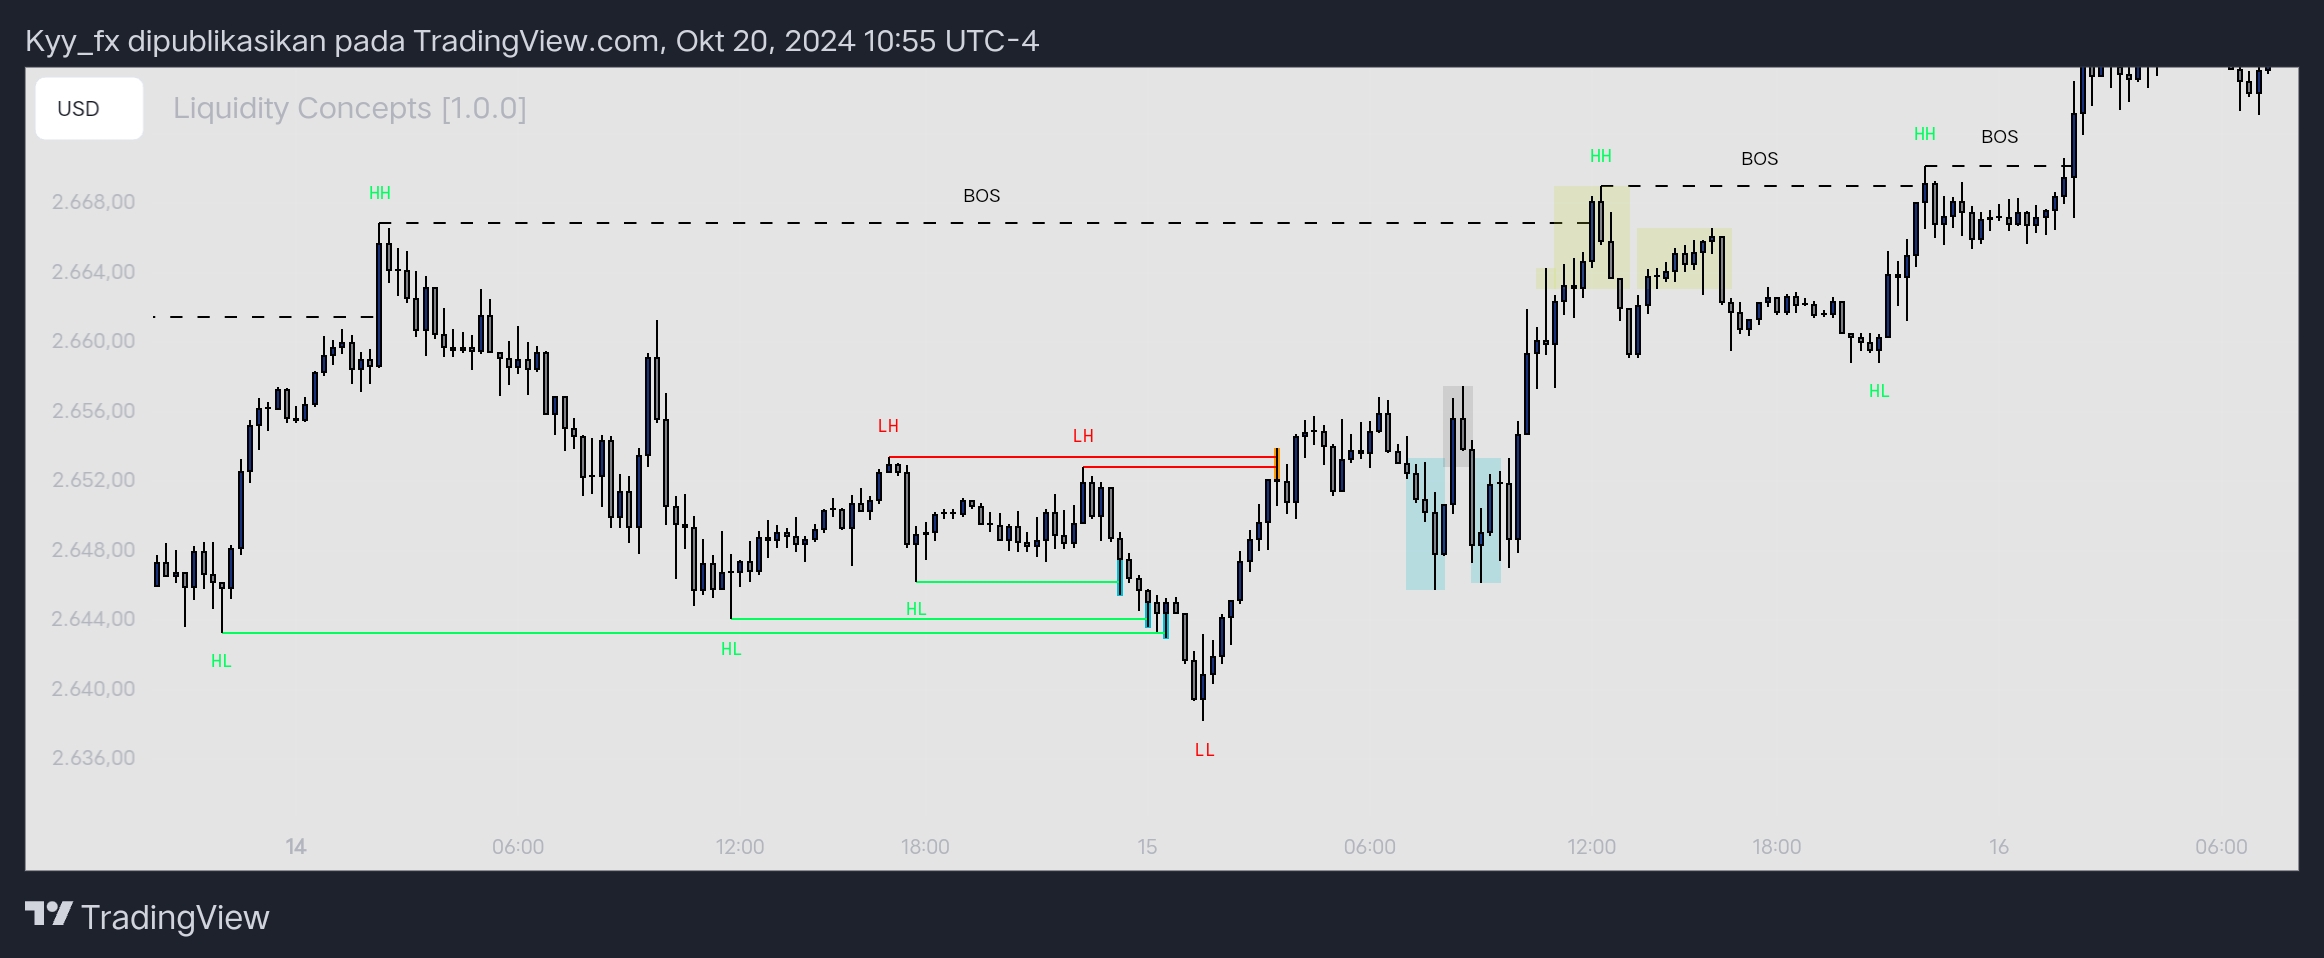 Kyy_fx dipublikasikan pada TradingView.com, Okt 20, 2024 10:55 UTC-4
USD
Liquidity Concepts [1.0.0]
HH
BOS
HH
BOS
HH
BOS
2.668,00
2.664,00
2.660,00
2.656,00
2.652,00
2.648,00
2.644,00
2.640,00
2.636,00
HL
LH
LH
HL
HL
HL
LL
14
06:00
12:00
18:00
15
06:00
12:00
18:00
16
06:00
TradingView